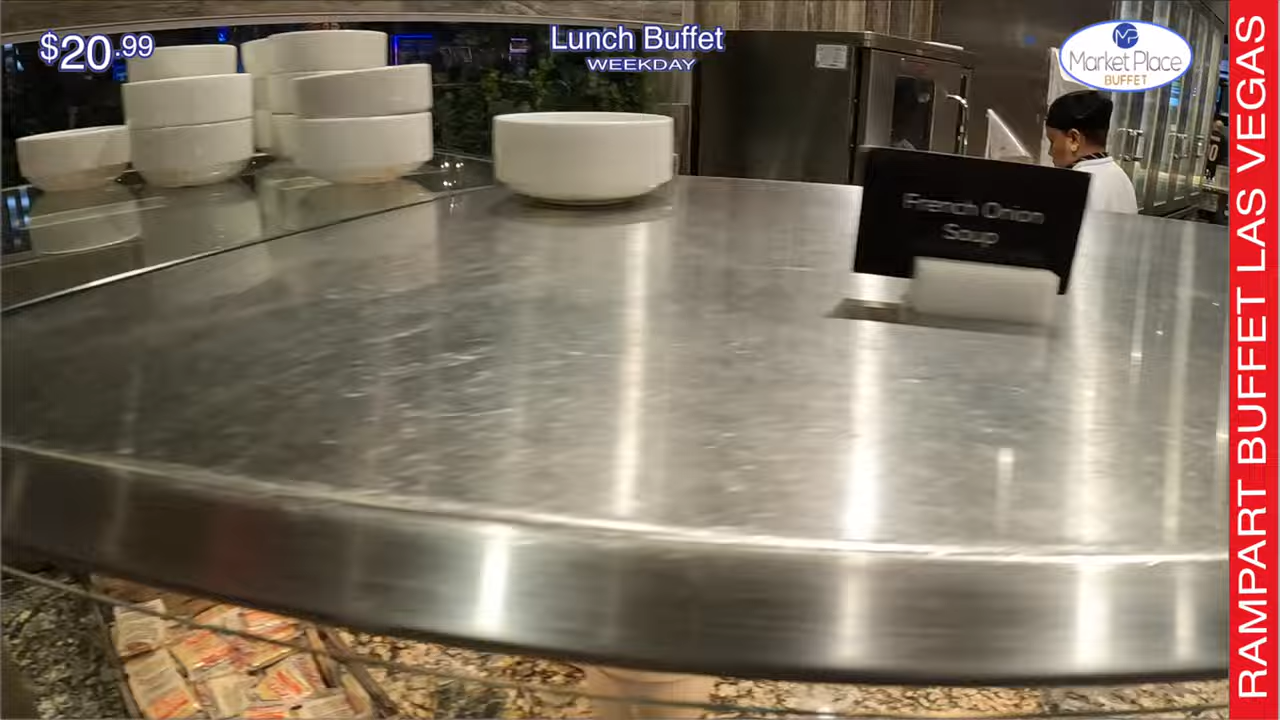 $20.99
Lunch Buffet
WEEKDAY
Market Place
BUFFET
French Onion
Soup
RAMPART BUFFET LAS VEGAS